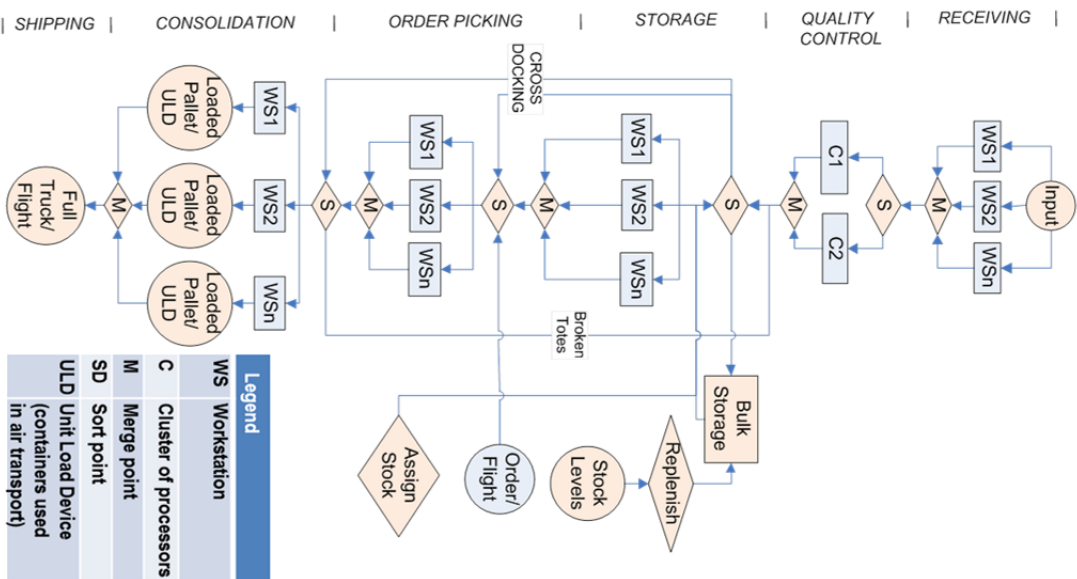 SHIPPING
CONSOLIDATION
ORDER PICKING
STORAGE
QUALITY
CONTROL
RECEIVING
Input
WS1
WS2
WSn
M
S
C1
C2
M
S
Bulk
Storage
Replenish
Stock
Levels
WS1
WS2
WSn
M
CROSS
DOCKING
Broken
Totes
S
Order/
Flight
Assign
Stock
WS1
WS2
WSn
M
S
WS1
WS2
WSn
Loaded
Pallet/
ULD
Loaded
Pallet/
ULD
Loaded
Pallet/
ULD
M
Full
Truck/
Flight
Legend
WS Workstation
C Cluster of processors
M Merge point
SD Sort point
ULD Unit Load Device
(containers used
in air transport)